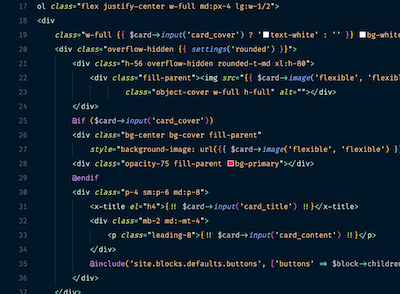 17 ol class="flex justify-center w-full md:px-4 lg:w-1/2">
18 <div
19 class="w-full {{ $card->input('card_cover') ? 'text-white' : '' }} bg-white
20 <div class="overflow-hidden {{ settings('rounded') }}">
21 <div class="h-56 overflow-hidden rounded-t-md xl:h-80">
22 <div class="fill-parent"><img src="{{ $card->image('flexible', 'flexible
23 class="object-cover w-full h-full" alt=""></div>
24 </div>
25 @if ($card->input('card_cover'))
26 <div class="bg-center bg-cover fill-parent"
27 style="background-image: url({{ $card->image('flexible', 'flexible') }}
28 <div class="opacity-75 fill-parent bg-primary"></div>
29 @endif
30 <div class="p-4 sm:p-6 md:p-8">
31 <x-title el="h4">{!! $card->input('card_title') !!}</x-title>
32 <div class="mb-2 md:-mt-4">
33 <p class="leading-8">{!! $card->input('card_content') !!}</p>
34 </div>
35 @include('site.blocks.defaults.buttons', ['buttons' => $block->children
36 </div>
37 </div>